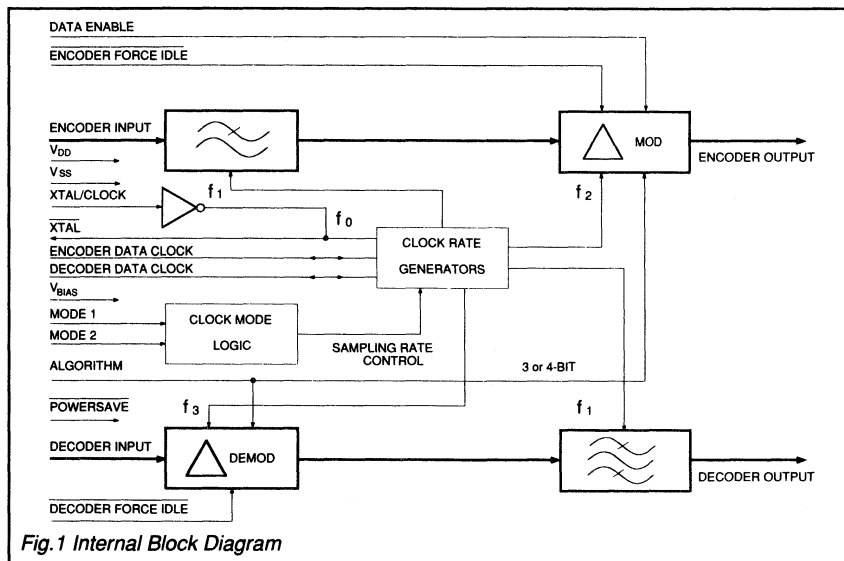 DATA ENABLE
ENCODER FORCE IDLE
ENCODER INPUT
MOD
ENCODER OUTPUT
VDD
VSS
XTAL/CLOCK
f1
f2
f0
XTAL
CLOCK RATE
GENERATORS
ENCODER DATA CLOCK
DECODER DATA CLOCK
VBIAS
MODE 1
MODE 2
CLOCK MODE
LOGIC
SAMPLING RATE
CONTROL
ALGORITHM
3 or 4-BIT
POWERSAVE
f3
f1
DECODER INPUT
DEMOD
DECODER OUTPUT
DECODER FORCE IDLE
Fig.1 Internal Block Diagram